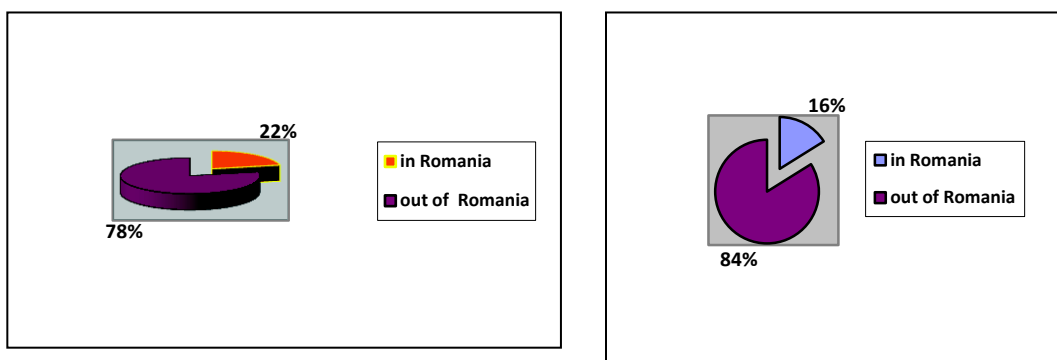 22%
in Romania
out of  Romania
78%
16%
in Romania
out of Romania
84%